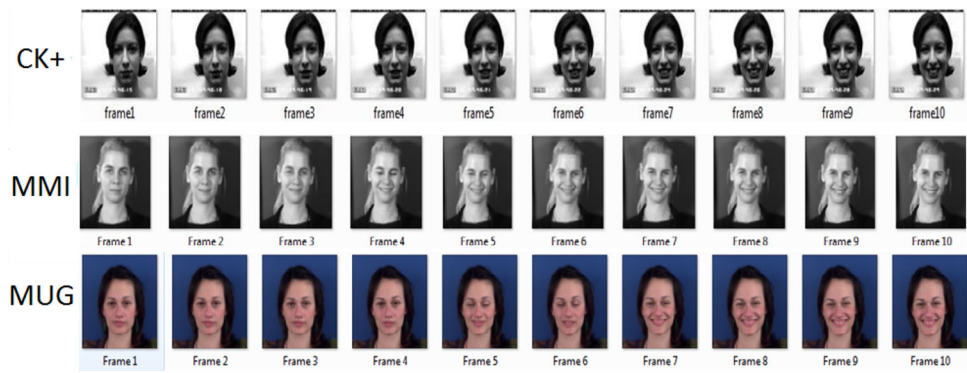 CK+
frame1 frame2 frame3 frame4 frame5 frame6 frame7 frame8 frame9 frame10
MMI
Frame 1 Frame 2 Frame 3 Frame 4 Frame 5 Frame 6 Frame 7 Frame 8 Frame 9 Frame 10
MUG
Frame 1 Frame 2 Frame 3 Frame 4 Frame 5 Frame 6 Frame 7 Frame 8 Frame 9 Frame 10